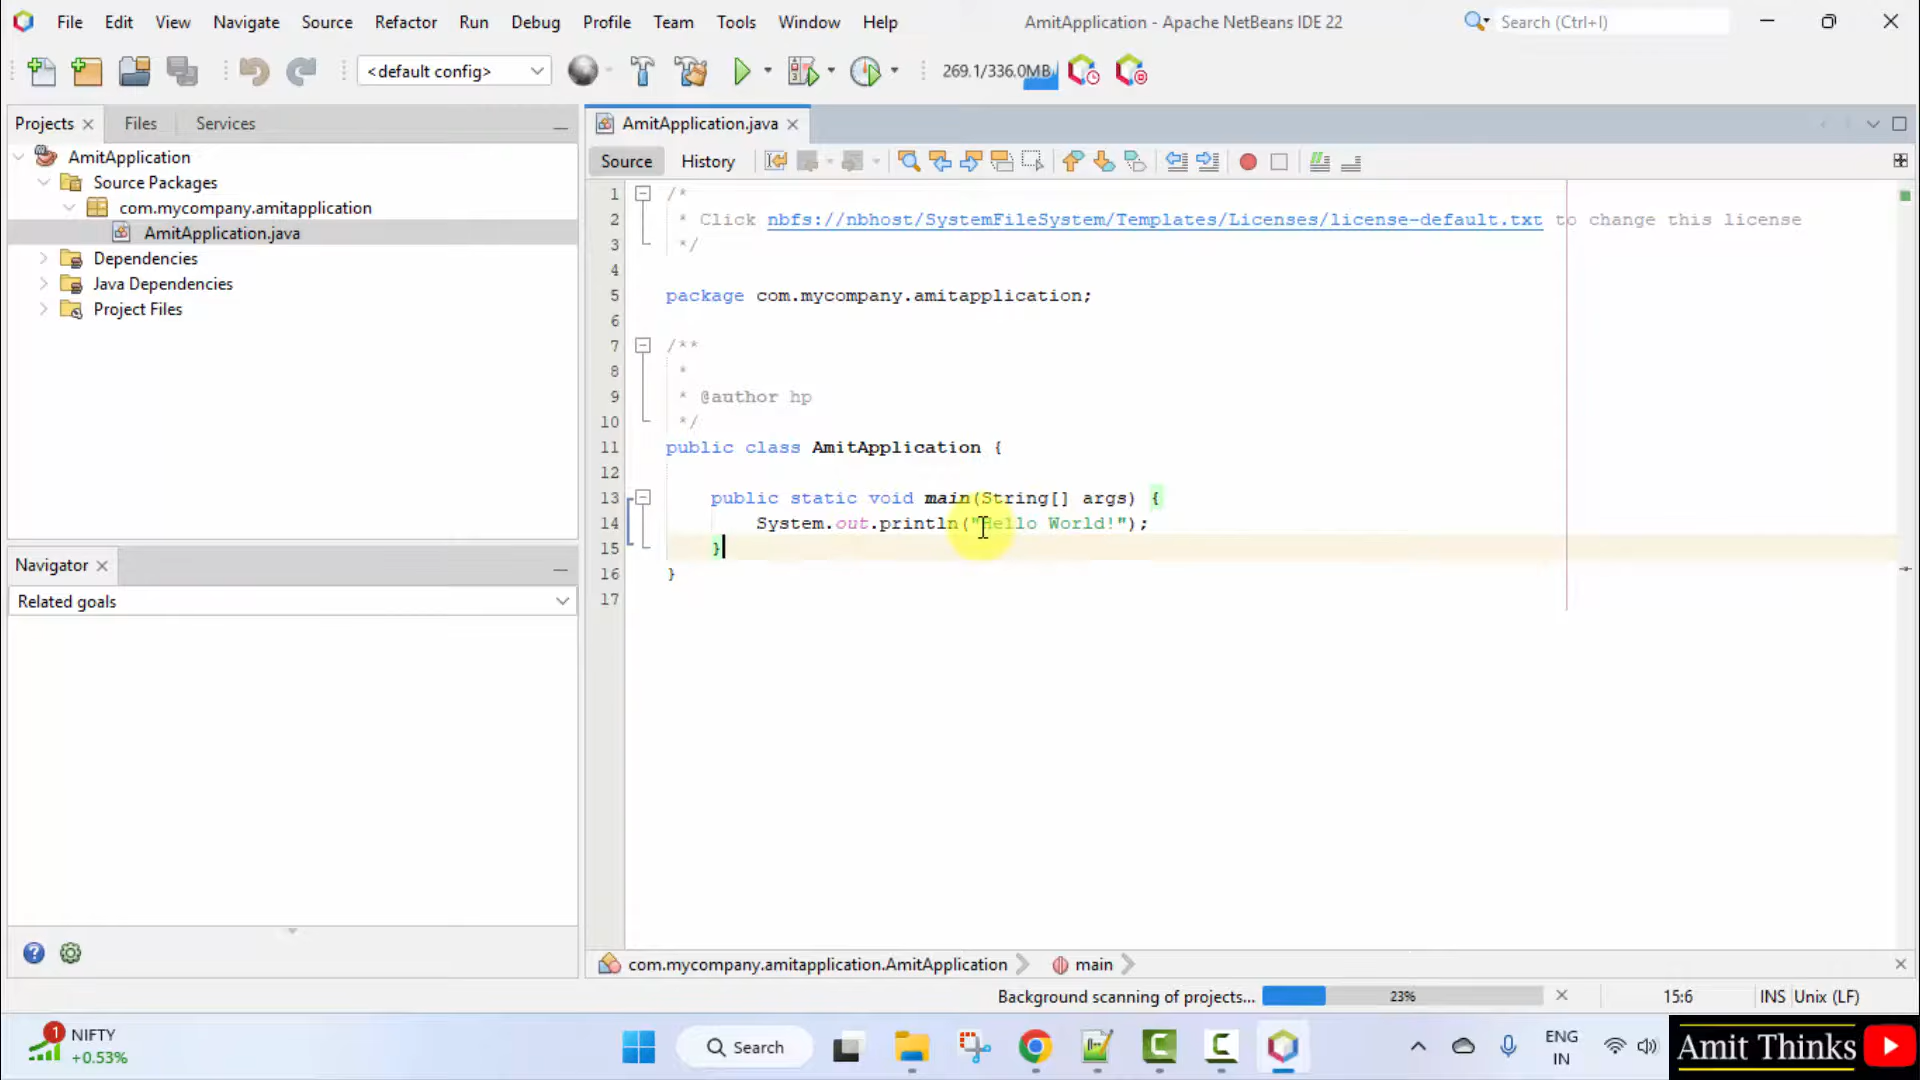 File Edit View Navigate Source Refactor Run Debug Profile Team Tools Window Help AmitApplication - Apache NetBeans IDE 22 Search (Ctrl+I)
<default config> 269.1/336.0MB
Projects Files Services
AmitApplication
Source Packages
com.mycompany.amitapplication
AmitApplication.java
Dependencies
Java Dependencies
Project Files
Navigator
Related goals
AmitApplication.java
Source History
1 /*
2 * Click nbfs://nbhost/SystemFileSystem/Templates/Licenses/license-default.txt to change this license
3 */
4
5 package com.mycompany.amitapplication;
6
7 /**
8 *
9 * @author hp
10 */
11 public class AmitApplication {
12
13 public static void main(String[] args) {
14 System.out.println("Hello World!");
15 }
16 }
17
com.mycompany.amitapplication.AmitApplication main
Background scanning of projects... 23% 15:6 INS Unix (LF)
1 NIFTY
+0.53%
Search
ENG
IN
Amit Thinks